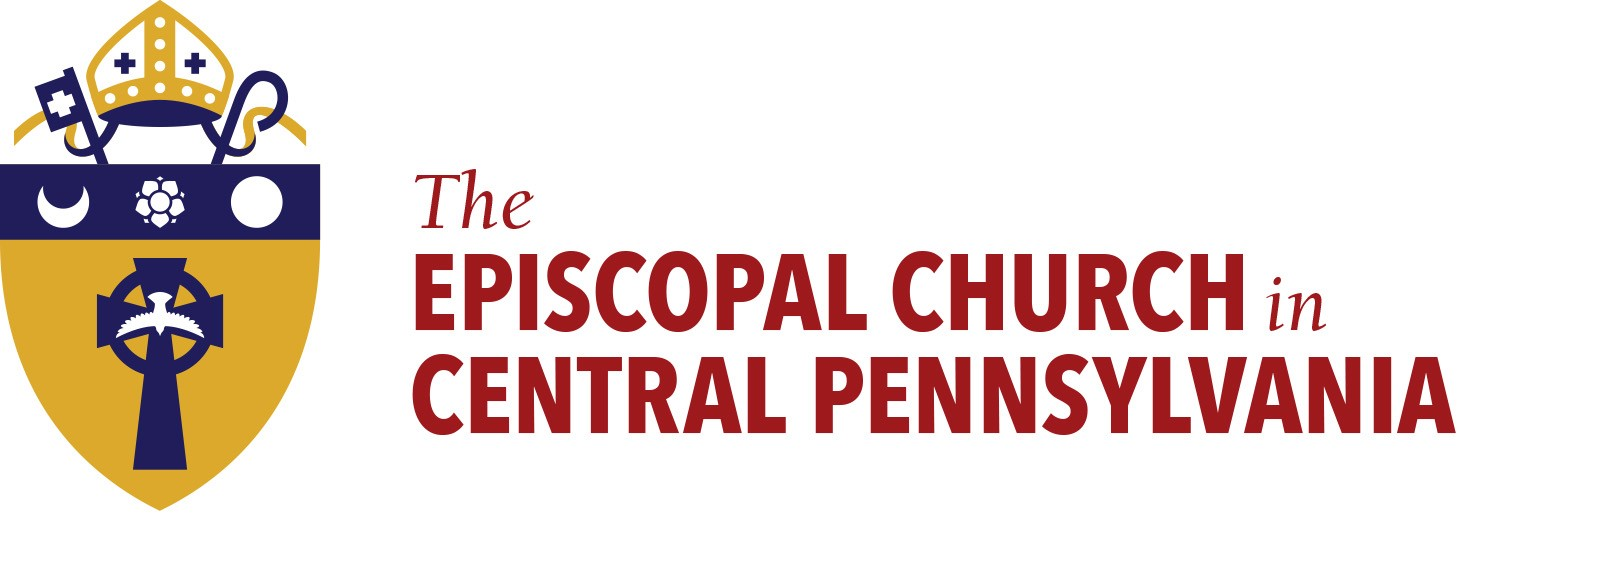 The
EPISCOPAL CHURCH in
CENTRAL PENNSYLVANIA